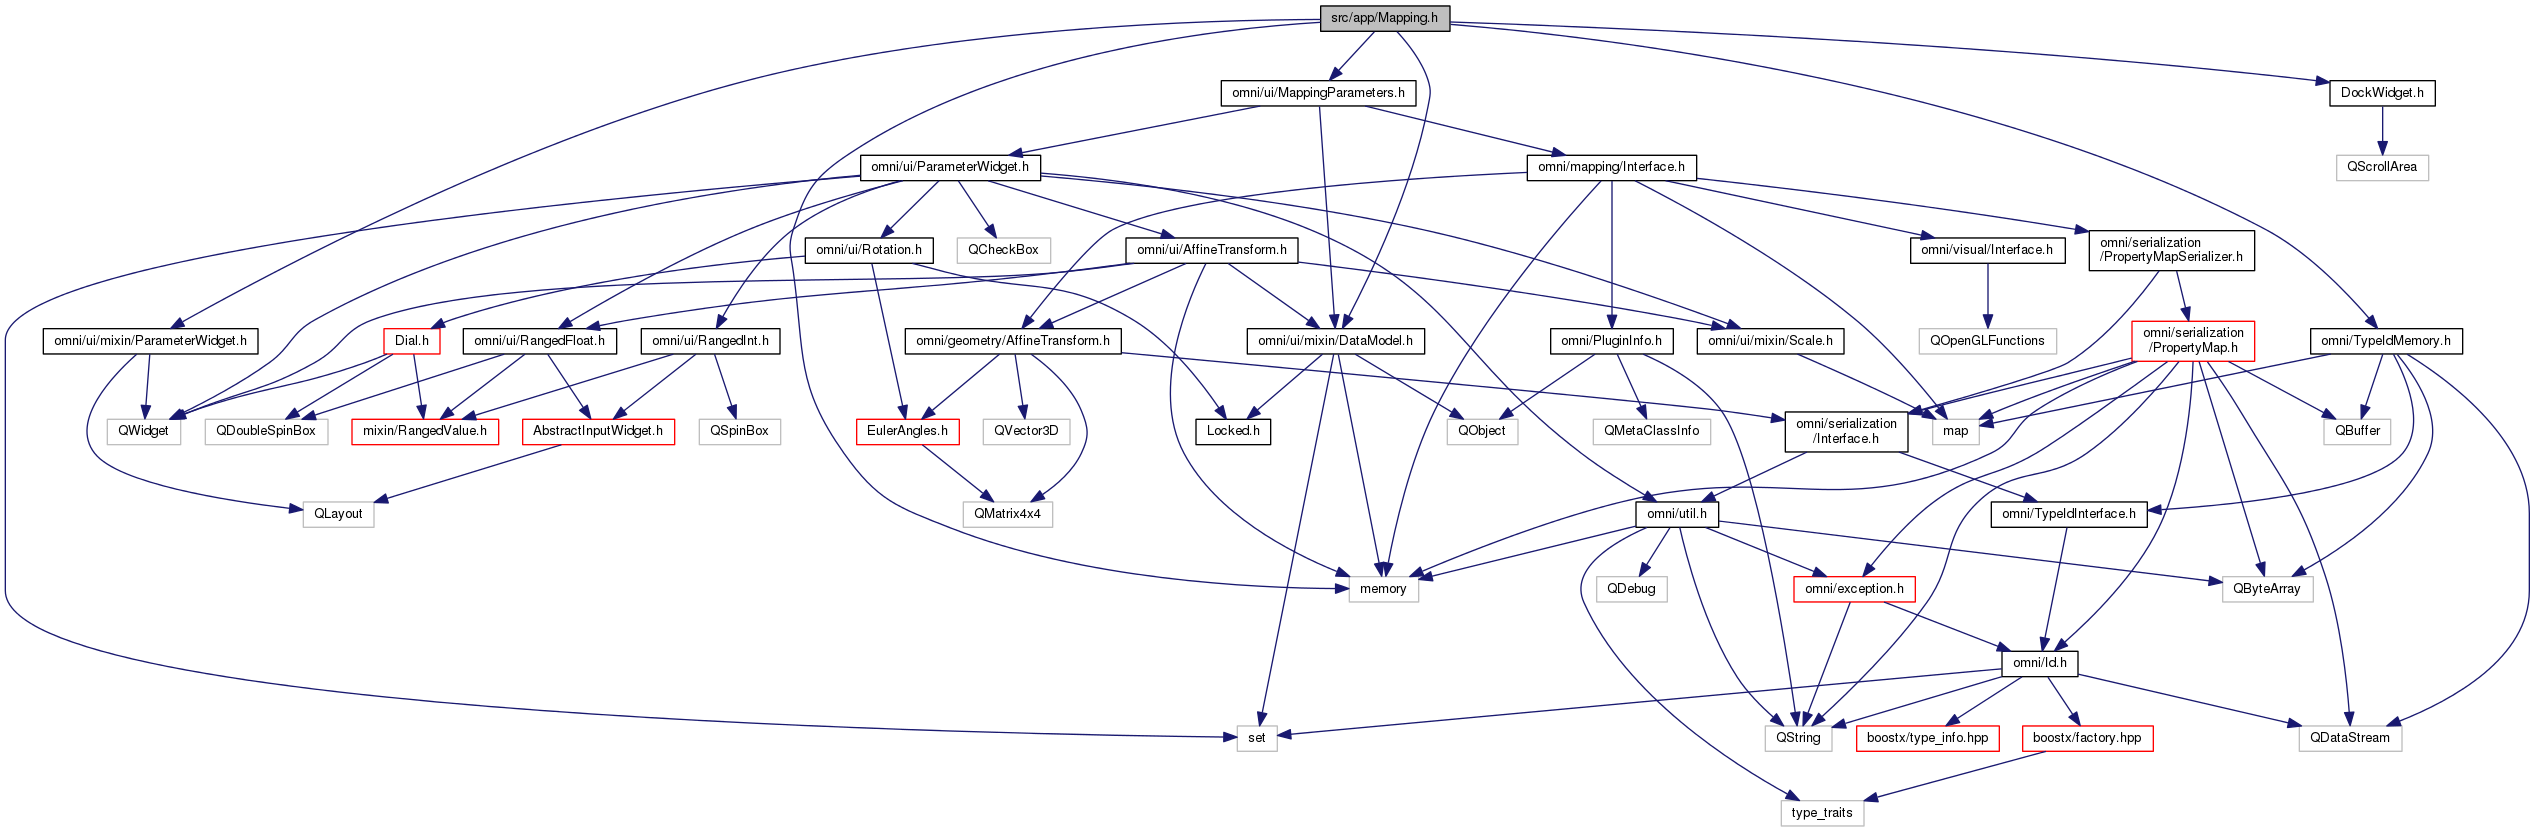 src/app/Mapping.h
omni/ui/MappingParameters.h
DockWidget.h
omni/ui/ParameterWidget.h
omni/mapping/Interface.h
QScrollArea
omni/ui/Rotation.h
QCheckBox
omni/ui/AffineTransform.h
omni/visual/Interface.h
omni/serialization
/PropertyMapSerializer.h
omni/ui/mixin/ParameterWidget.h
Dial.h
omni/ui/RangedFloat.h
omni/ui/RangedInt.h
omni/geometry/AffineTransform.h
omni/ui/mixin/DataModel.h
omni/PluginInfo.h
omni/ui/mixin/Scale.h
QOpenGLFunctions
omni/serialization
/PropertyMap.h
omni/TypeIdMemory.h
QWidget
QDoubleSpinBox
mixin/RangedValue.h
AbstractInputWidget.h
QSpinBox
EulerAngles.h
QVector3D
Locked.h
QObject
QMetaClassInfo
omni/serialization
/Interface.h
map
QBuffer
QLayout
QMatrix4x4
omni/util.h
omni/TypeIdInterface.h
memory
QDebug
omni/exception.h
QByteArray
omni/Id.h
set
QString
boostx/type_info.hpp
boostx/factory.hpp
QDataStream
type_traits